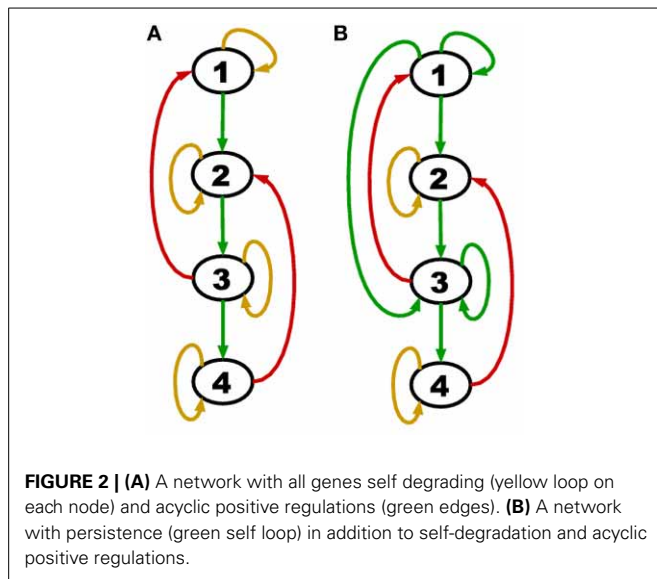 A
B
1
1
2
2
3
3
4
4
FIGURE 2 | (A) A network with all genes self degrading (yellow loop on
each node) and acyclic positive regulations (green edges). (B) A network
with persistence (green self loop) in addition to self-degradation and acyclic
positive regulations.